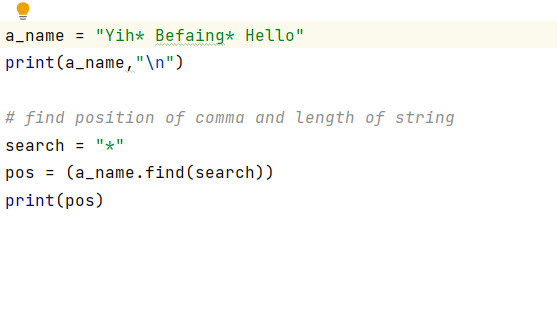 a_name = "Yih* Befaing* Hello"
print(a_name,"\n")
# find position of comma and length of string
search = "*"
pos = (a_name.find(search))
print(pos)